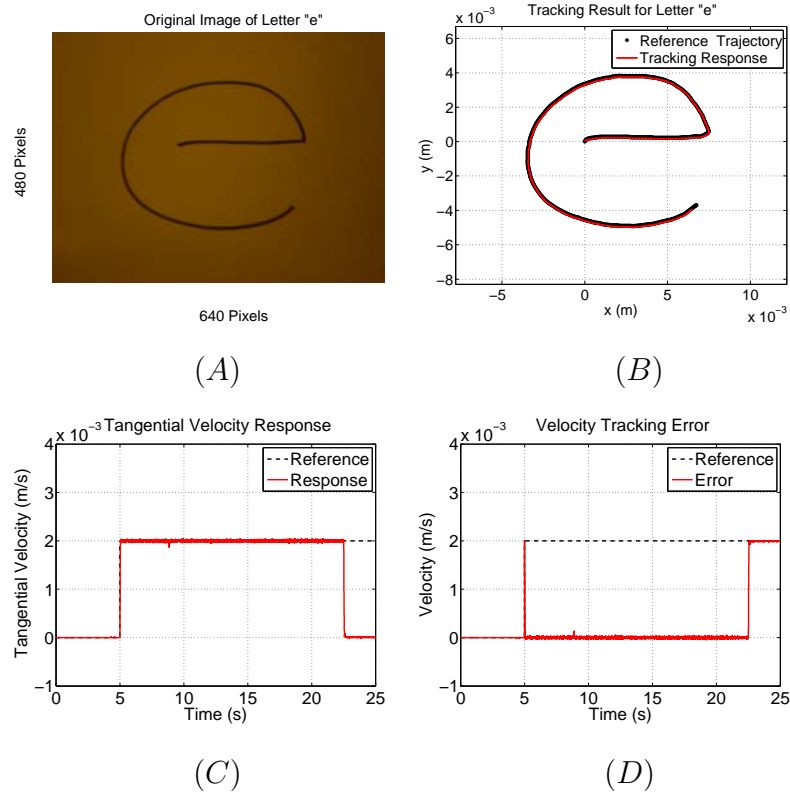 Original Image of Letter "e"
480 Pixels
640 Pixels
(A)
Tracking Result for Letter "e"
x 10⁻³
6
4
2
0
−2
−4
−6
−8
y (m)
Reference Trajectory
Tracking Response
−5
0
5
10
x (m)
x 10⁻³
(B)
x 10⁻³
Tangential Velocity Response
4
3
2
1
0
−1
Tangential Velocity (m/s)
Reference
Response
0
5
10
15
20
25
Time (s)
(C)
x 10⁻³
Velocity Tracking Error
4
3
2
1
0
−1
Velocity (m/s)
Reference
Error
0
5
10
15
20
25
Time (s)
(D)